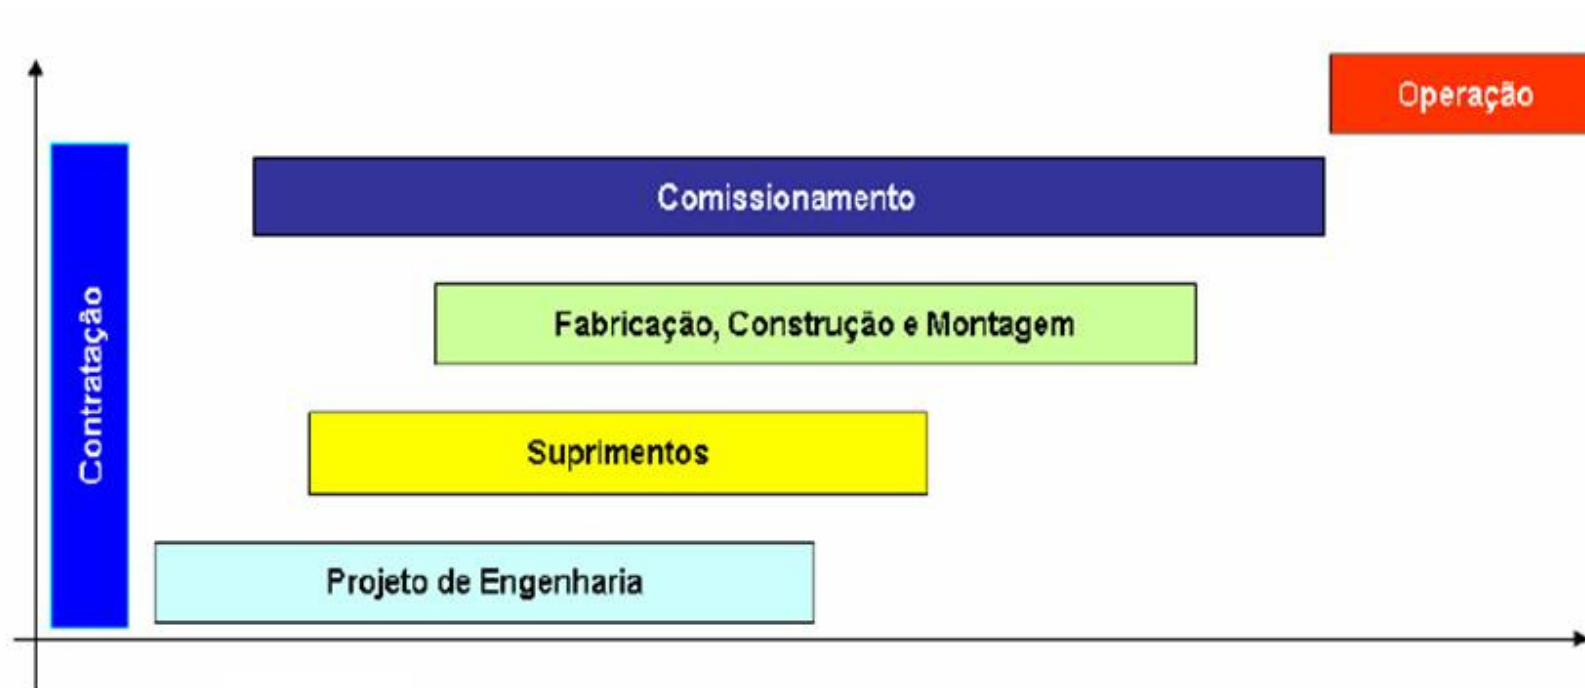 Operação
Comissionamento
Contratação
Fabricação, Construção e Montagem
Suprimentos
Projeto de Engenharia